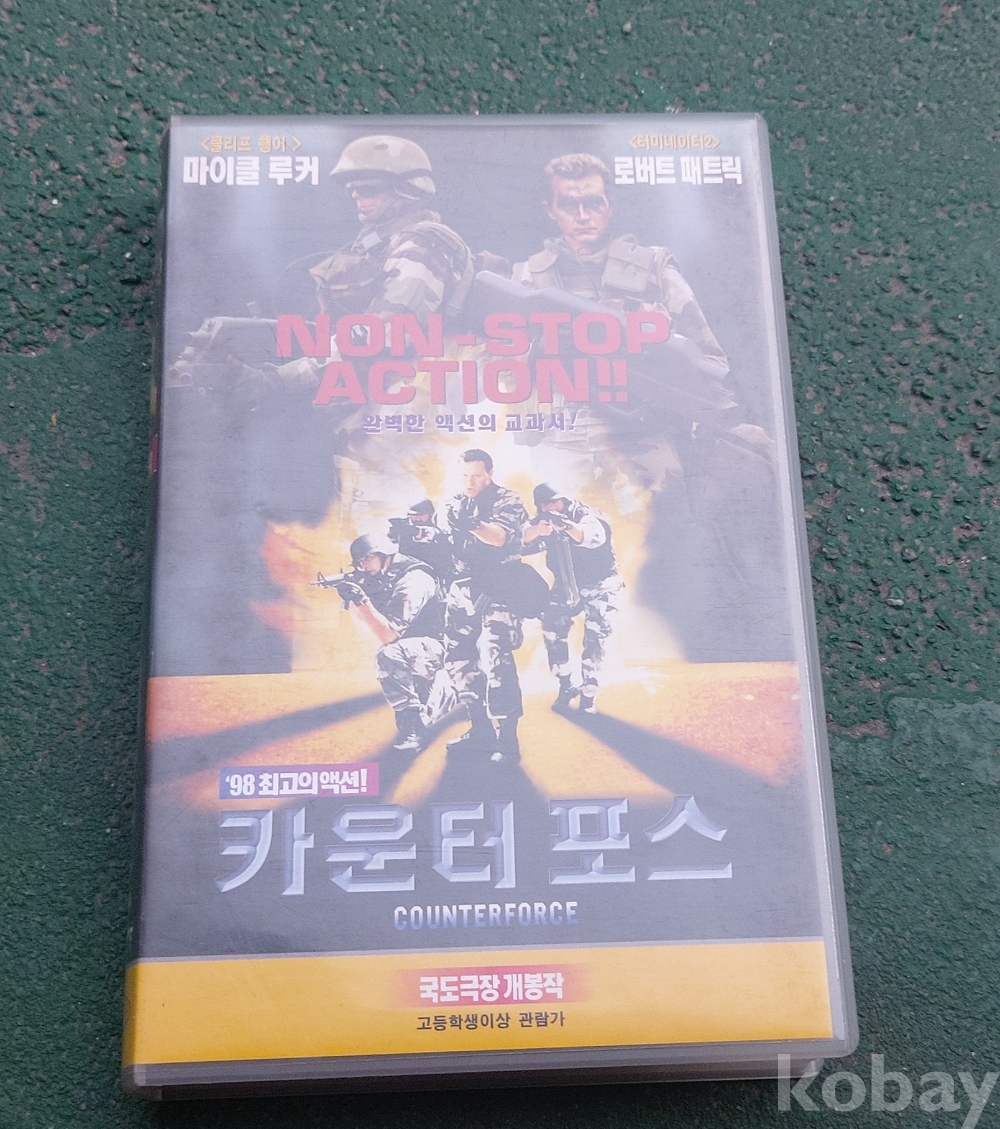 <클리프 행어>
마이클 루커
<터미네이터2>
로버트 패트릭
NON-STOP
ACTION!!
완벽한 액션의 교과서!
'98 최고의 액션!
카운터 포스
COUNTERFORCE
국도극장 개봉작
고등학생이상 관람가
kobay